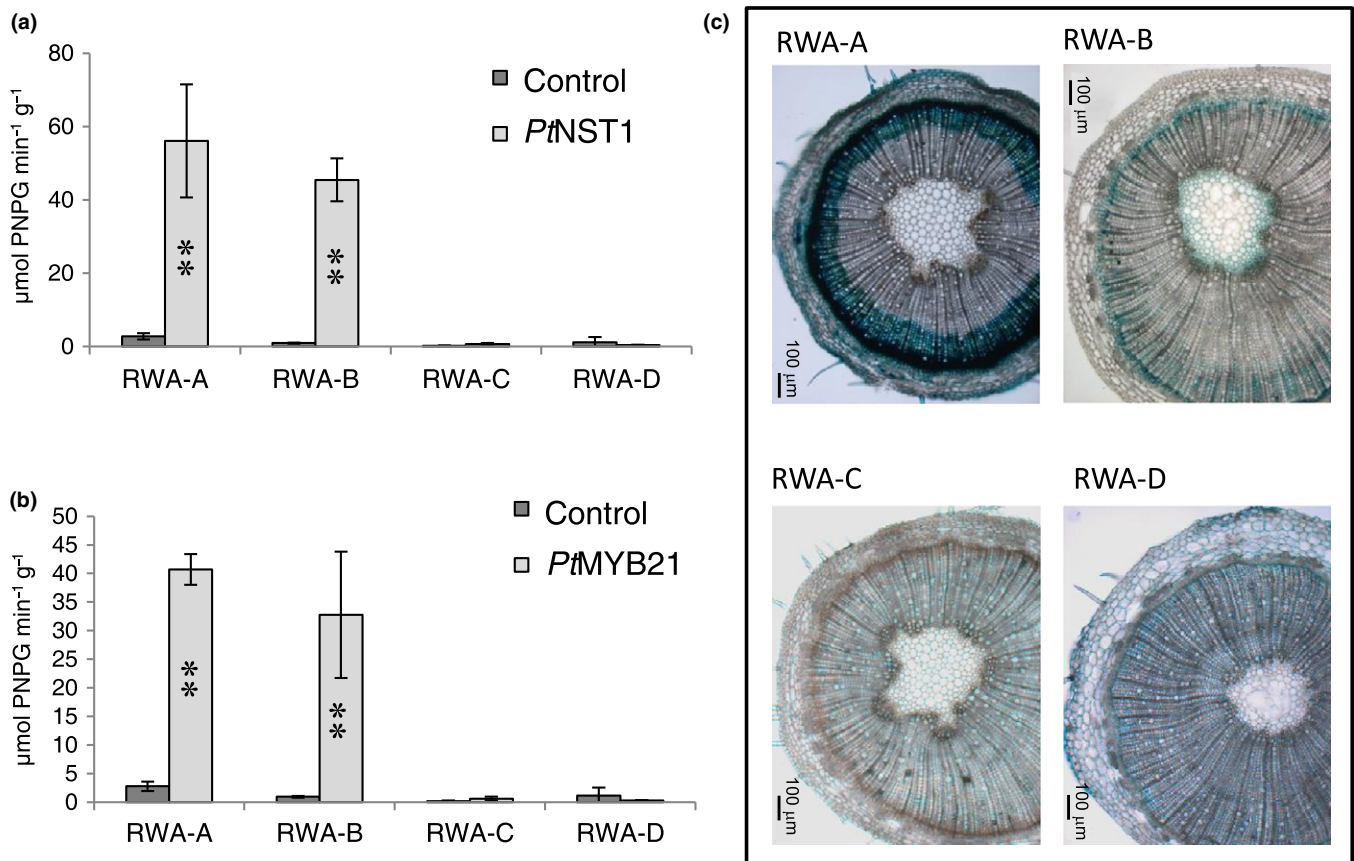 (a)
80
60
40
20
0
µmol PNPG min⁻¹ g⁻¹
Control
PtNST1
**
**
RWA-A RWA-B RWA-C RWA-D
(b)
50
45
40
35
30
25
20
15
10
5
0
µmol PNPG min⁻¹ g⁻¹
Control
PtMYB21
**
**
RWA-A RWA-B RWA-C RWA-D
(c)
RWA-A
100 µm
RWA-B
100 µm
RWA-C
100 µm
RWA-D
100 µm